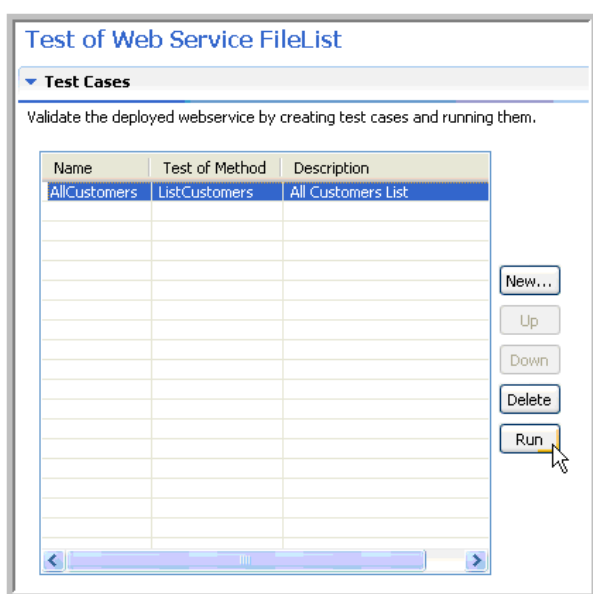 Test of Web Service FileList
Test Cases
Validate the deployed webservice by creating test cases and running them.
Name Test of Method Description
AllCustomers ListCustomers All Customers List
New...
Up
Down
Delete
Run